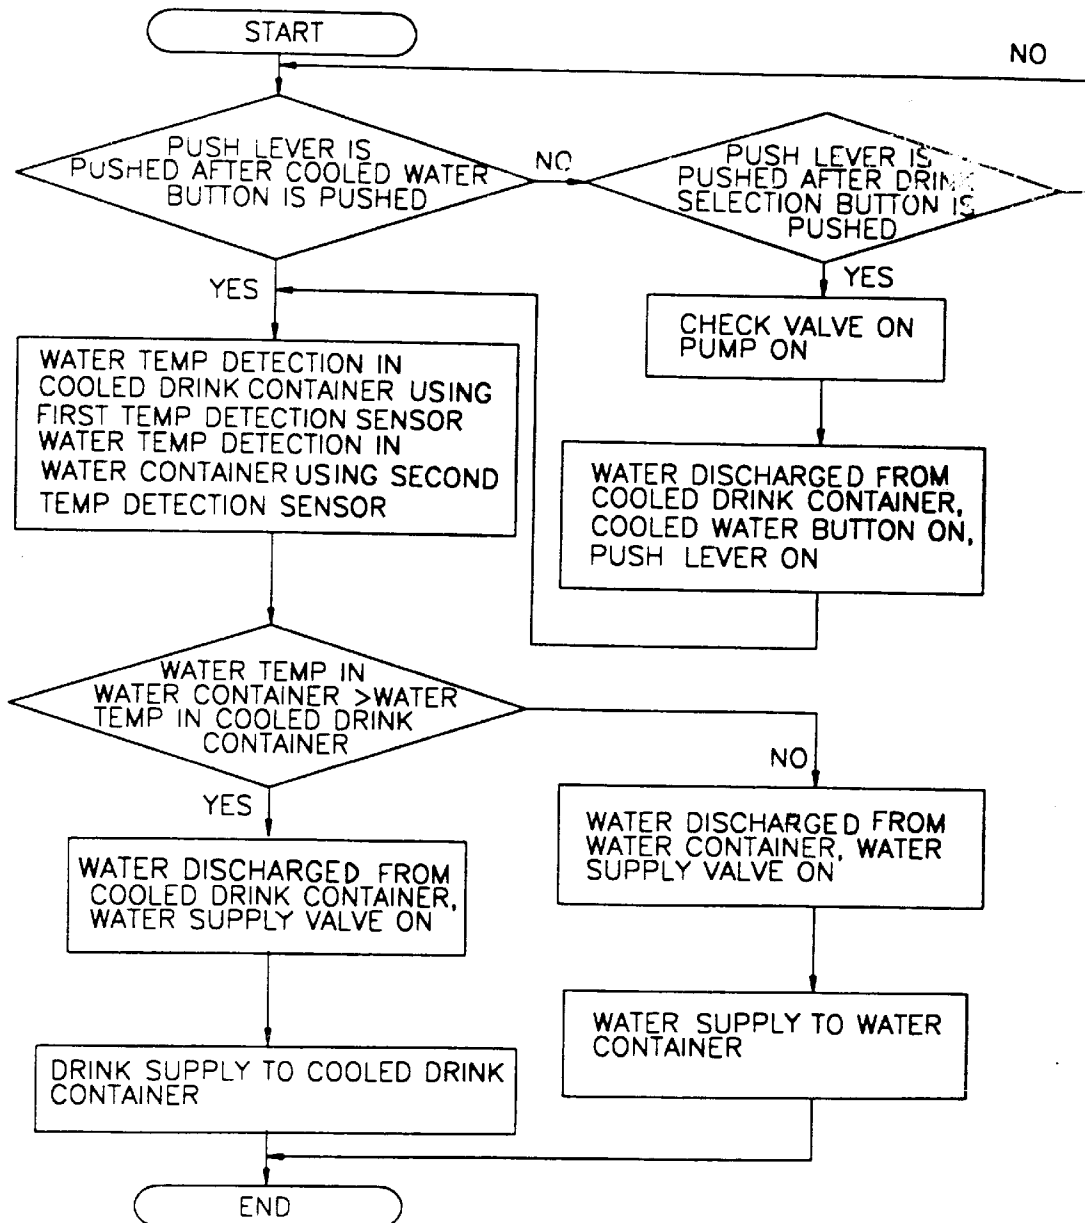 START
NO
PUSH LEVER IS
PUSHED AFTER COOLED WATER
BUTTON IS PUSHED
NO
PUSH LEVER IS
PUSHED AFTER DRINK
SELECTION BUTTON IS
PUSHED
YES
YES
CHECK VALVE ON
PUMP ON
WATER TEMP DETECTION IN
COOLED DRINK CONTAINER USING
FIRST TEMP DETECTION SENSOR
WATER TEMP DETECTION IN
WATER CONTAINER USING SECOND
TEMP DETECTION SENSOR
WATER DISCHARGED FROM
COOLED DRINK CONTAINER,
COOLED WATER BUTTON ON,
PUSH LEVER ON
WATER TEMP IN
WATER CONTAINER >WATER
TEMP IN COOLED DRINK
CONTAINER
NO
YES
WATER DISCHARGED FROM
WATER CONTAINER, WATER
SUPPLY VALVE ON
WATER DISCHARGED FROM
COOLED DRINK CONTAINER,
WATER SUPPLY VALVE ON
WATER SUPPLY TO WATER
CONTAINER
DRINK SUPPLY TO COOLED DRINK
CONTAINER
END